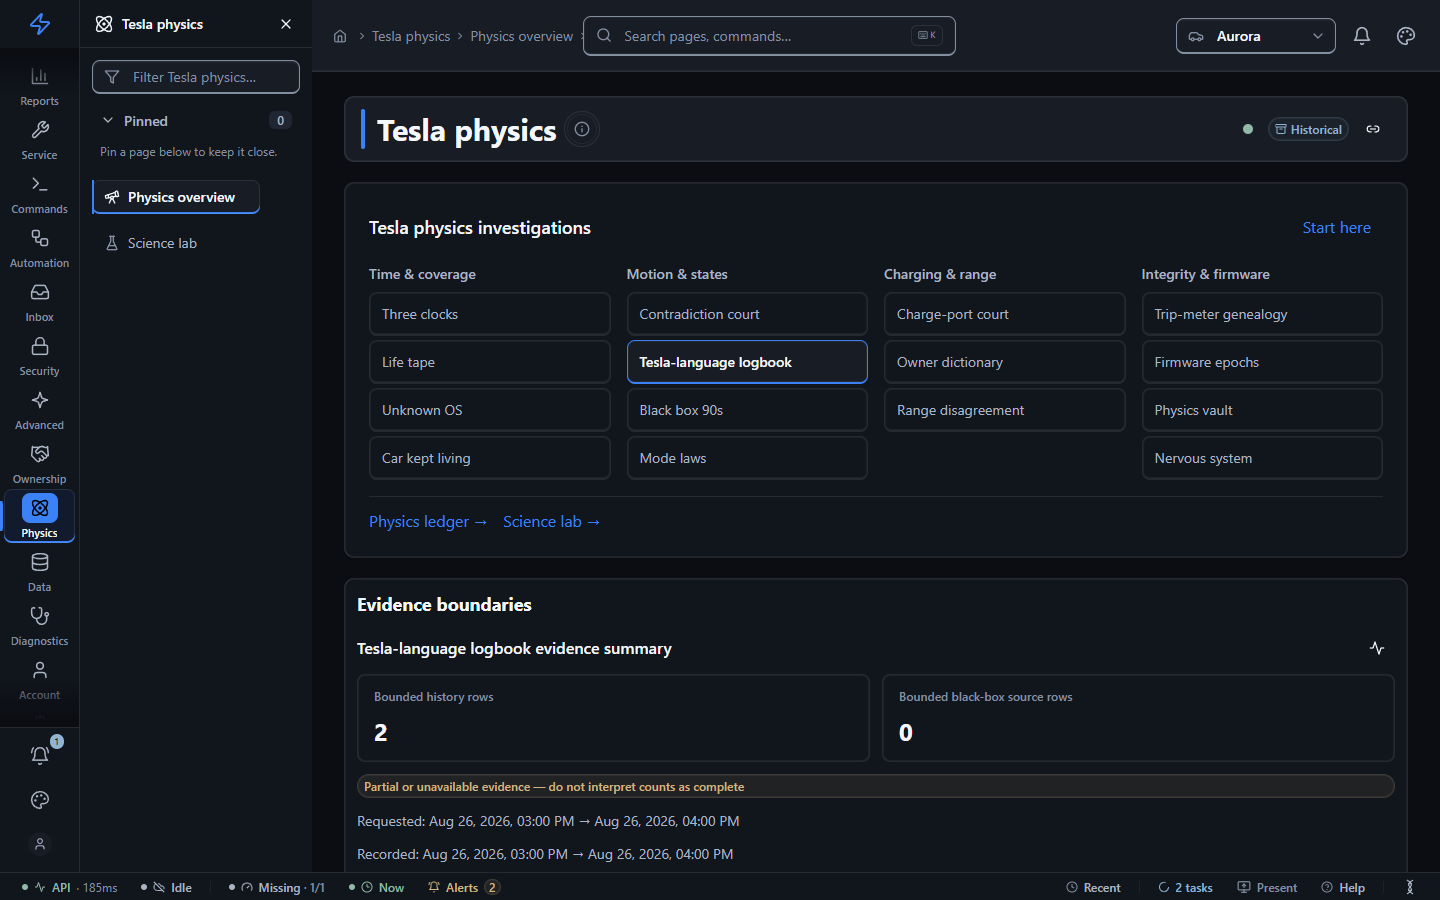 Tesla physics
Filter Tesla physics...
Pinned
0
Pin a page below to keep it close.
Physics overview
Science lab
Reports
Service
Commands
Automation
Inbox
Security
Advanced
Ownership
Physics
Data
Diagnostics
Account
1
Tesla physics
Physics overview
Search pages, commands...
K
Aurora
Tesla physics
Historical
Tesla physics investigations
Start here
Time & coverage
Three clocks
Life tape
Unknown OS
Car kept living
Motion & states
Contradiction court
Tesla-language logbook
Black box 90s
Mode laws
Charging & range
Charge-port court
Owner dictionary
Range disagreement
Integrity & firmware
Trip-meter genealogy
Firmware epochs
Physics vault
Nervous system
Physics ledger →
Science lab →
Evidence boundaries
Tesla-language logbook evidence summary
Bounded history rows
2
Bounded black-box source rows
0
Partial or unavailable evidence — do not interpret counts as complete
Requested: Aug 26, 2026, 03:00 PM → Aug 26, 2026, 04:00 PM
Recorded: Aug 26, 2026, 03:00 PM → Aug 26, 2026, 04:00 PM
API · 185ms
Idle
Missing · 1/1
Now
Alerts 2
Recent
2 tasks
Present
Help